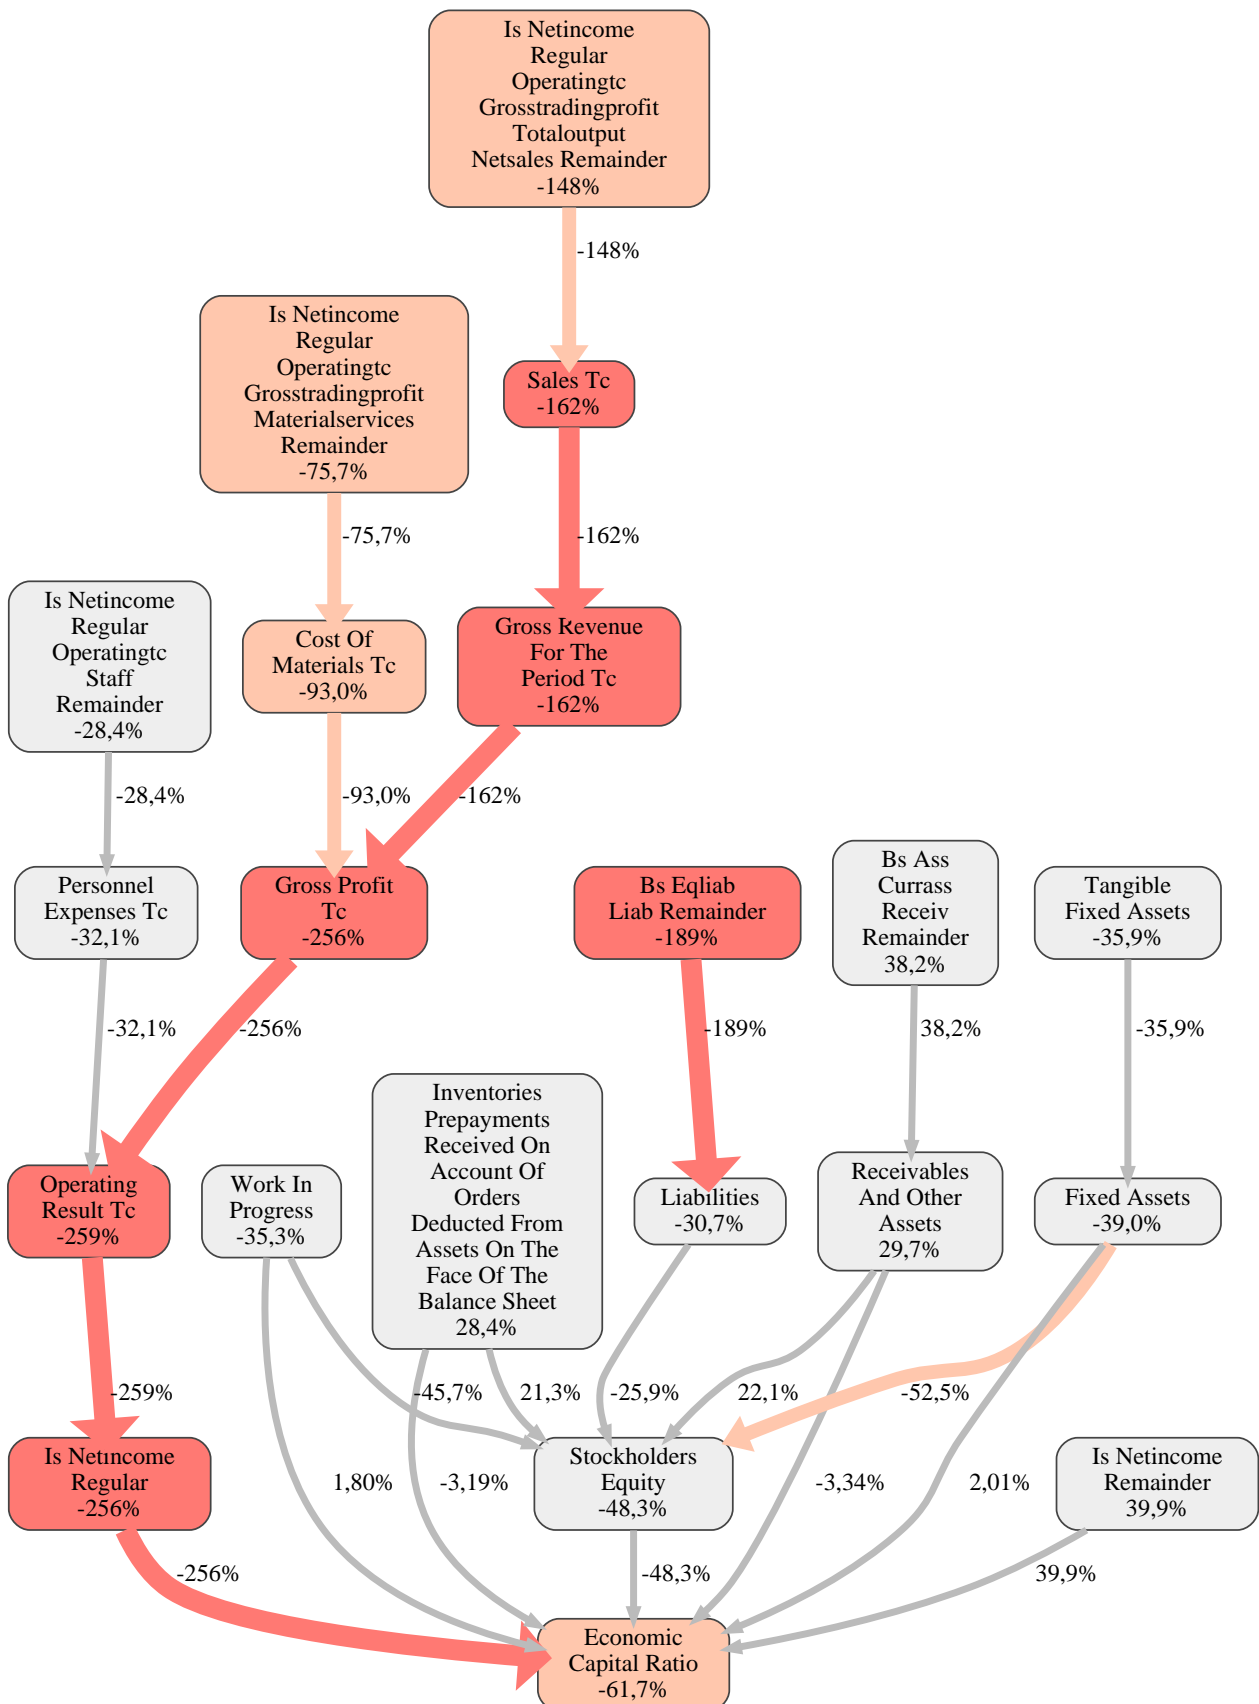 Is Netincome
Regular
Operatingtc
Grosstradingprofit
Totaloutput
Netsales Remainder
-148%
-148%
Is Netincome
Regular
Operatingtc
Grosstradingprofit
Materialservices
Remainder
-75,7%
Sales Tc
-162%
-75,7%
-162%
Is Netincome
Regular
Operatingtc
Staff
Remainder
-28,4%
Cost Of
Materials Tc
-93,0%
Gross Revenue
For The
Period Tc
-162%
-28,4%
-93,0%
-162%
Personnel
Expenses Tc
-32,1%
Gross Profit
Tc
-256%
Bs Eqliab
Liab Remainder
-189%
Bs Ass
Currass
Receiv
Remainder
38,2%
Tangible
Fixed Assets
-35,9%
-32,1%
-256%
-189%
38,2%
-35,9%
Operating
Result Tc
-259%
Work In
Progress
-35,3%
Inventories
Prepayments
Received On
Account Of
Orders
Deducted From
Assets On The
Face Of The
Balance Sheet
28,4%
Liabilities
-30,7%
Receivables
And Other
Assets
29,7%
Fixed Assets
-39,0%
-259%
-45,7%
21,3%
-25,9%
22,1%
-52,5%
Is Netincome
Regular
-256%
1,80%
-3,19%
Stockholders
Equity
-48,3%
-3,34%
2,01%
Is Netincome
Remainder
39,9%
-256%
-48,3%
39,9%
Economic
Capital Ratio
-61,7%